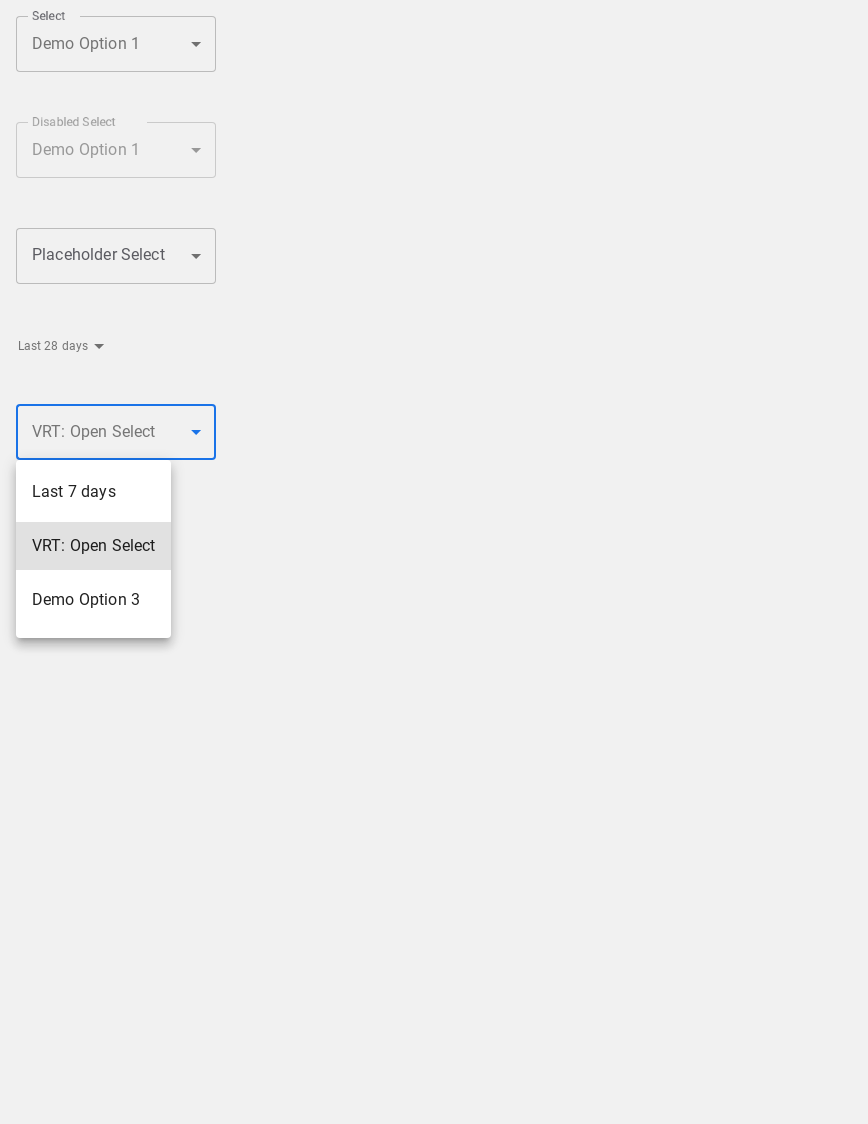 Select
Demo Option 1
Disabled Select
Demo Option 1
Placeholder Select
Last 28 days
VRT: Open Select
Last 7 days
VRT: Open Select
Demo Option 3